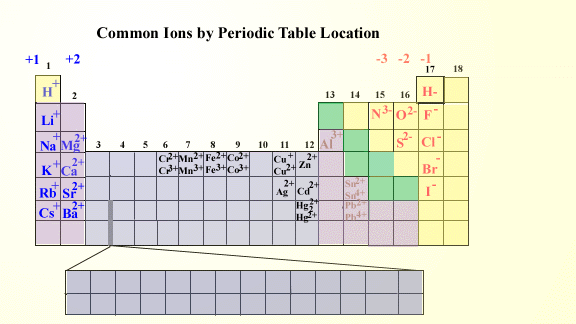 Common Ions by Periodic Table Location
+1 +2 -3 -2 -1
1 17 18
H+ H-
2 13 14 15 16
Li+ N3- O2- F-
Na+ Mg2+ 3 4 5 6 7 8 9 10 11 12 Al3+ S2- Cl-
K+ Ca2+ Cr2+ Mn2+ Fe2+ Co2+ Cu+ Zn2+ Br-
Cr3+ Mn3+ Fe3+ Co3+ Cu2+
Rb+ Sr2+ Ag2+ Cd2+ Sn2+ I-
Sn4+
Cs+ Ba2+ Hg2 2+ Pb2+
Hg2+ Pb4+